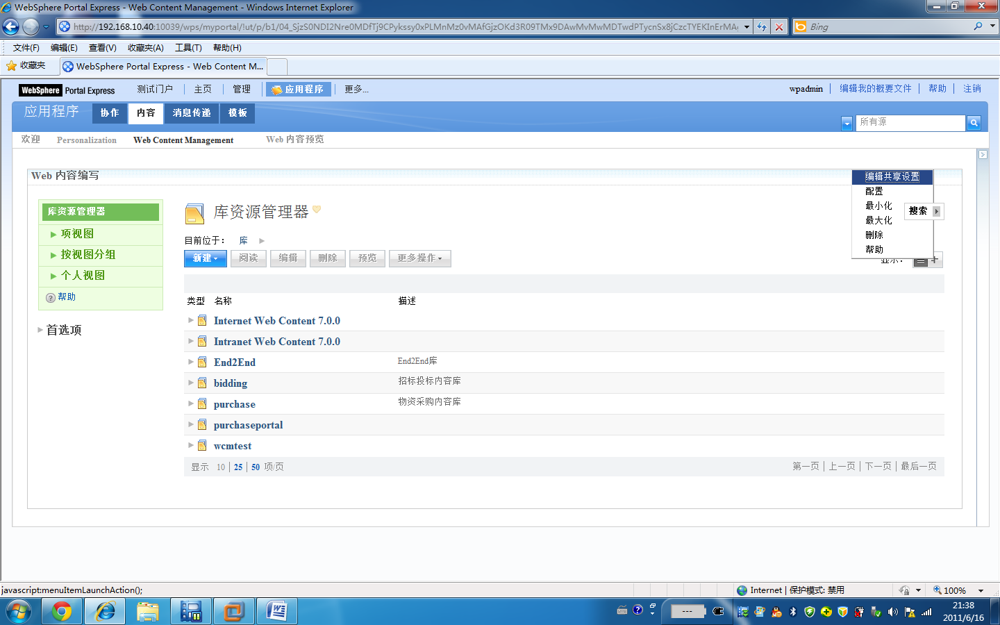 WebSphere Portal Express - Web Content Management - Windows Internet Explorer
Bing
文件(F) 编辑(E) 查看(V) 收藏夹(A) 工具(T) 帮助(H)
收藏夹 WebSphere Portal Express - Web Content M...
WebSphere Portal Express 测试门户 主页 管理 应用程序 更多... wpadmin 编辑我的概要文件 帮助 注销
应用程序 协作 内容 消息传递 模板
所有源
欢迎 Personalization Web Content Management Web 内容预览
Web 内容编写
编辑共享设置
配置
最小化
最大化
删除
帮助
搜索
库资源管理器
项视图
按视图分组
个人视图
帮助
首选项
库资源管理器
目前位于： 库
新建 阅读 编辑 删除 预览 更多操作
显示：
类型 名称 描述
Internet Web Content 7.0.0
Intranet Web Content 7.0.0
End2End End2End库
bidding 招标投标内容库
purchase 物资采购内容库
purchaseportal
wcmtest
显示 10 25 50 项/页 第一页 上一页 下一页 最后一页
javascript:menuItemLaunchAction(); Internet | 保护模式: 禁用 100%
---
21:38
2011/6/16